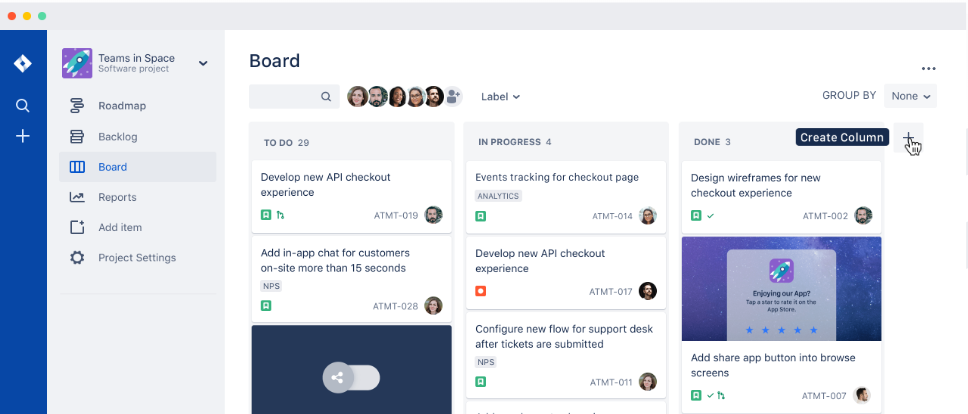 Teams in Space
Software project
Roadmap
Backlog
Board
Reports
Add item
Project Settings
Board
Label
GROUP BY
None
TO DO 29
Develop new API checkout
experience
ATMT-019
Add in-app chat for customers
on-site more than 15 seconds
NPS
ATMT-028
IN PROGRESS 4
Events tracking for checkout page
ANALYTICS
ATMT-014
Develop new API checkout
experience
ATMT-017
Configure new flow for support desk
after tickets are submitted
NPS
ATMT-011
DONE 3
Create Column
Design wireframes for new
checkout experience
ATMT-002
Enjoying our App?
Tap a star to rate it on the
App Store.
Add share app button into browse
screens
ATMT-007